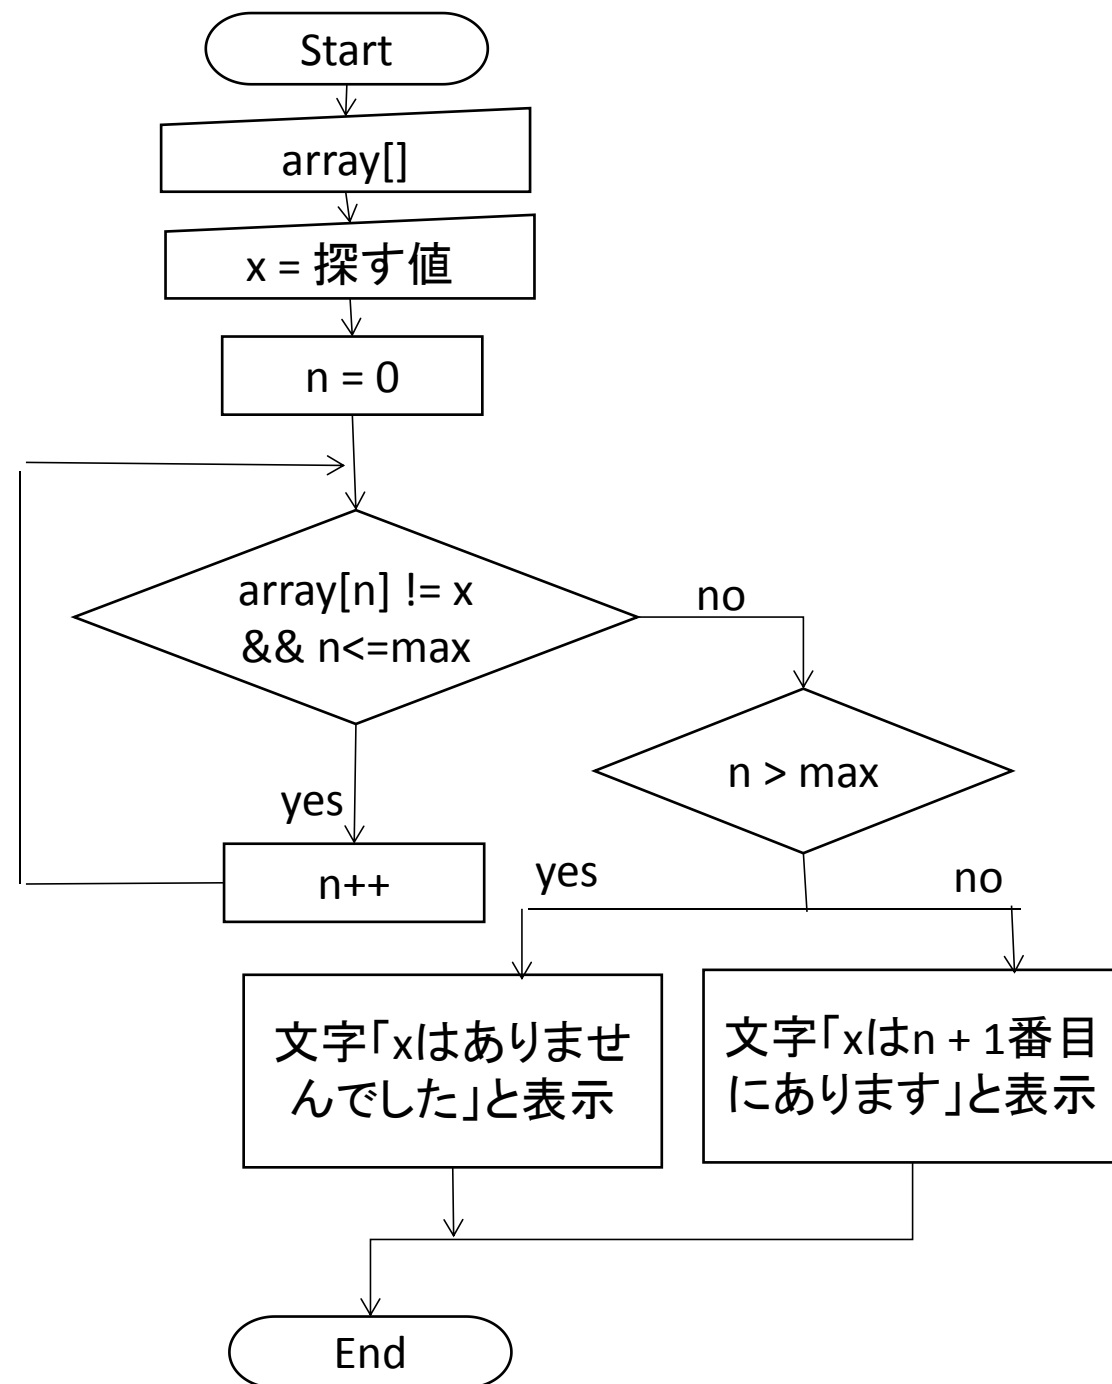 Start
array[]
x = 探す値
n = 0
array[n] != x
&& n<=max
no
n > max
yes
n++
yes
no
文字「xはありませ
んでした」と表示
文字「xはn + 1番目
にあります」と表示
End